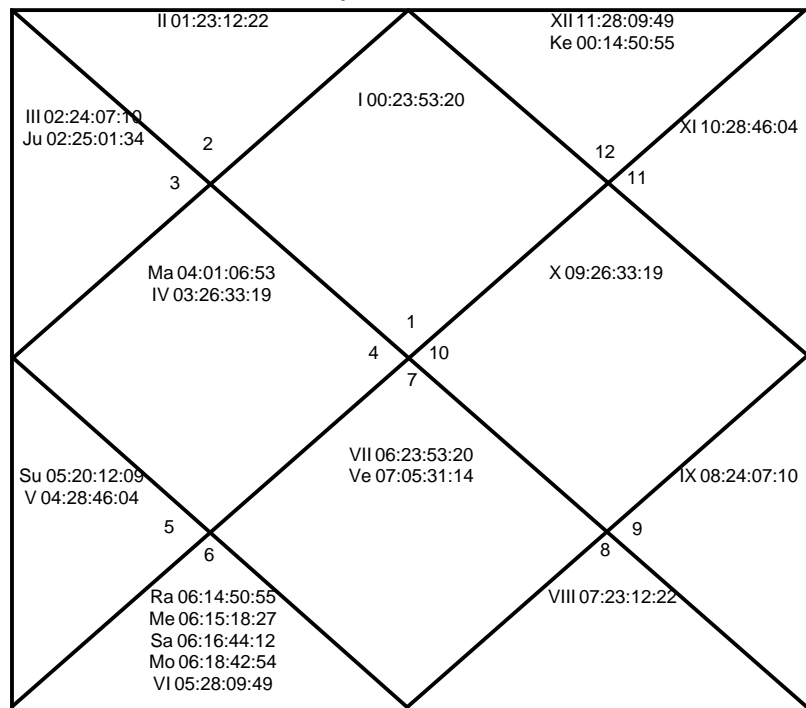 II 01:23:12:22
XII 11:28:09:49
Ke 00:14:50:55
I 00:23:53:20
III 02:24:07:10
Ju 02:25:01:34
XI 10:28:46:04
2
12
3
11
Ma 04:01:06:53
IV 03:26:33:19
X 09:26:33:19
1
4
10
7
VII 06:23:53:20
Ve 07:05:31:14
Su 05:20:12:09
V 04:28:46:04
IX 08:24:07:10
5
9
6
8
Ra 06:14:50:55
Me 06:15:18:27
Sa 06:16:44:12
Mo 06:18:42:54
VI 05:28:09:49
VIII 07:23:12:22